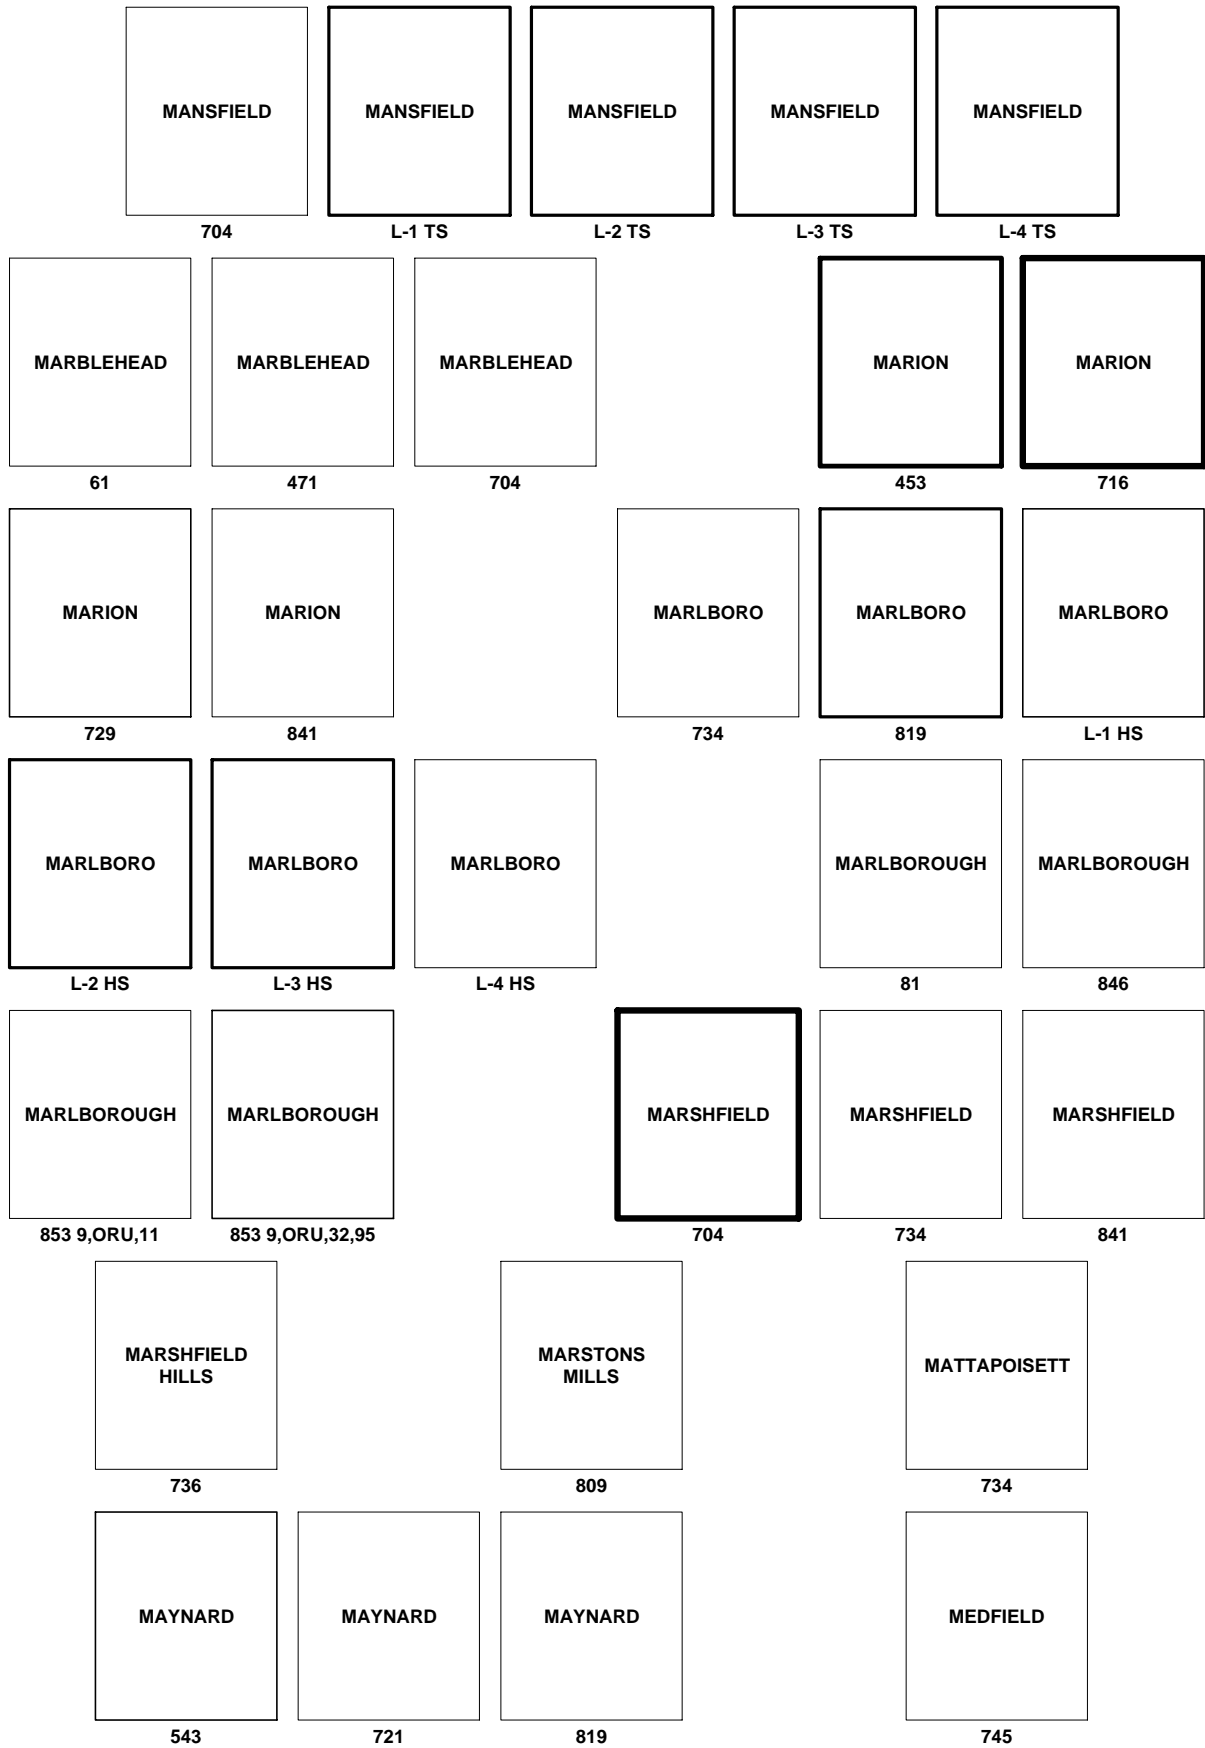 MANSFIELD MANSFIELD MANSFIELD MANSFIELD MANSFIELD
704 L-1 TS L-2 TS L-3 TS L-4 TS
MARBLEHEAD MARBLEHEAD MARBLEHEAD MARION MARION
61 471 704 453 716
MARION MARION MARLBORO MARLBORO MARLBORO
729 841 734 819 L-1 HS
MARLBORO MARLBORO MARLBORO MARLBOROUGH MARLBOROUGH
L-2 HS L-3 HS L-4 HS 81 846
MARLBOROUGH MARLBOROUGH MARSHFIELD MARSHFIELD MARSHFIELD
853 9,ORU,11 853 9,ORU,32,95 704 734 841
MARSHFIELD
HILLS
MARSTONS
MILLS
MATTAPOISETT
736 809 734
MAYNARD MAYNARD MAYNARD MEDFIELD
543 721 819 745